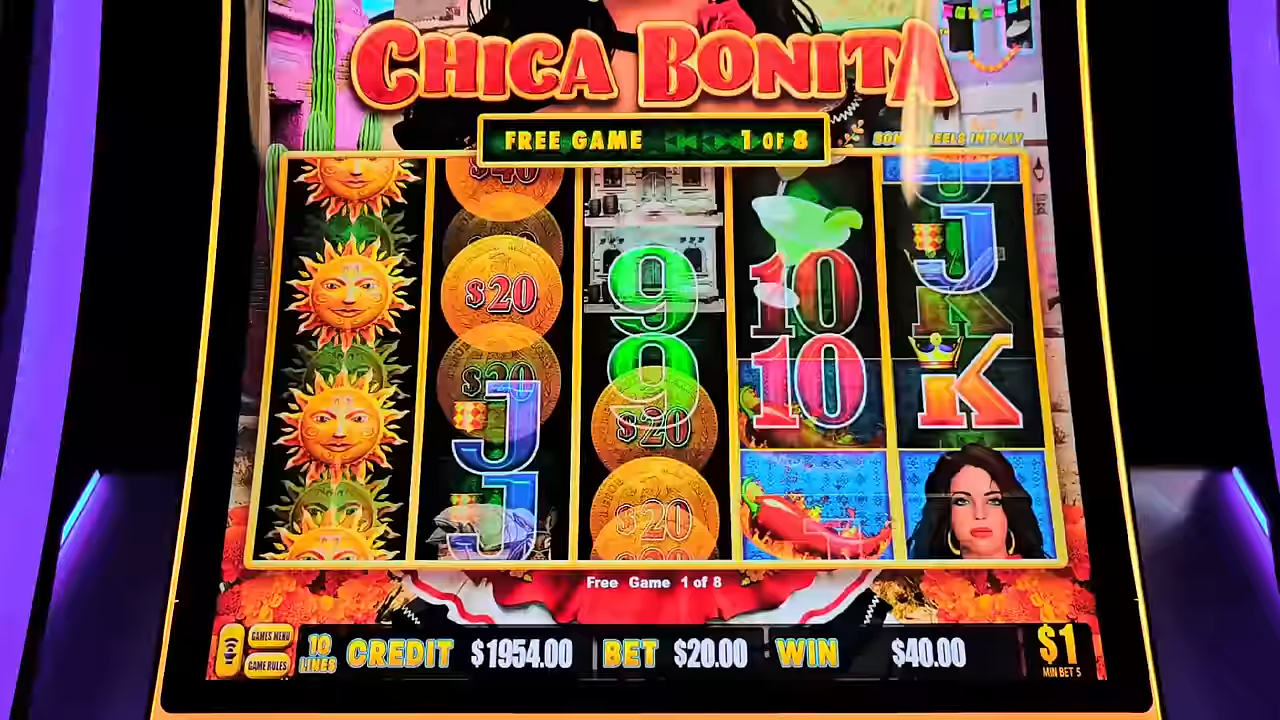 CHICA BONITA
FREE GAME 1 OF 8
BONUS REELS IN PLAY
$40
$20
$20
$20
$20
9
9
10
10
J
J
J
J
K
K
Free Game 1 of 8
GAMES MENU
GAME RULES
10 LINES
CREDIT $1954.00 BET $20.00 WIN $40.00
$1
MIN BET 5